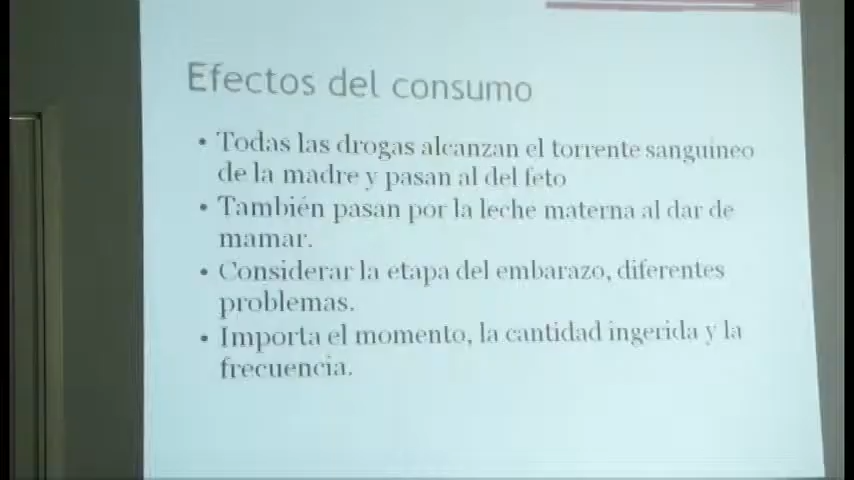 Efectos del consumo
• Todas las drogas alcanzan el torrente sanguineo
de la madre y pasan al del feto
• También pasan por la leche materna al dar de
mamar.
• Considerar la etapa del embarazo, diferentes
problemas.
• Importa el momento, la cantidad ingerida y la
frecuencia.